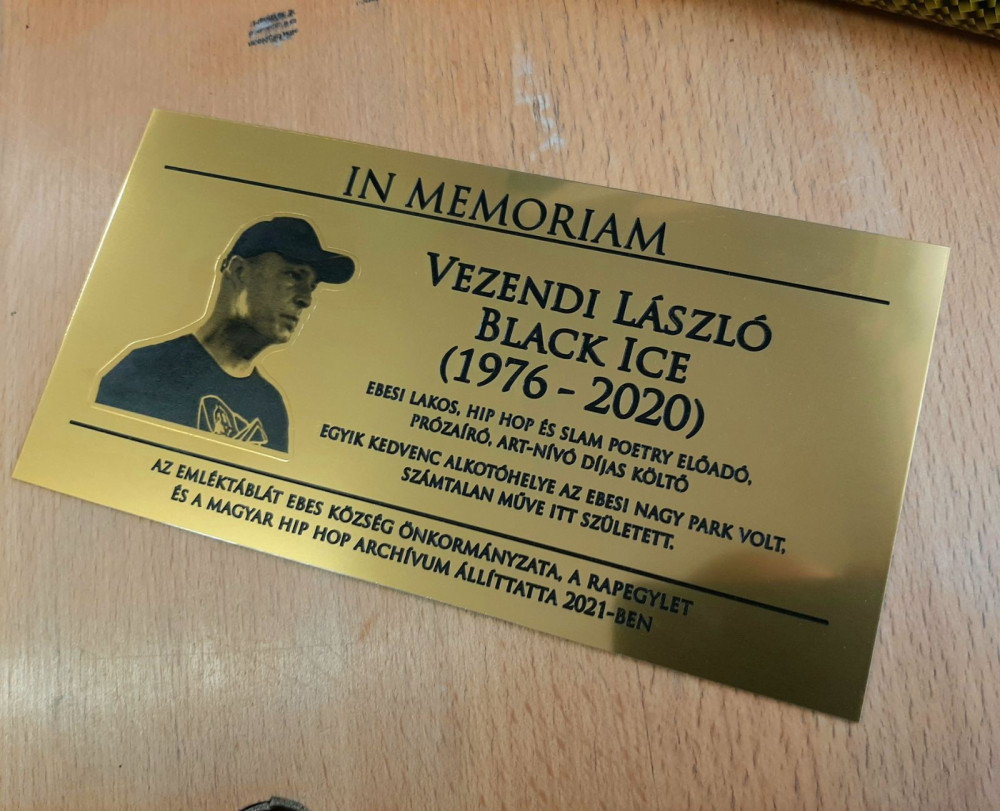 IN MEMORIAM
VEZENDI LÁSZLÓ
BLACK ICE
(1976 - 2020)
EBESI LAKOS, HIP HOP ÉS SLAM POETRY ELŐADÓ,
PRÓZAÍRÓ, ART-NÍVÓ DÍJAS KÖLTŐ
EGYIK KEDVENC ALKOTÓHELYE AZ EBESI NAGY PARK VOLT,
SZÁMTALAN MŰVE ITT SZÜLETETT.
AZ EMLÉKTÁBLÁT EBES KÖZSÉG ÖNKORMÁNYZATA, A RAPEGYLET
ÉS A MAGYAR HIP HOP ARCHÍVUM ÁLLÍTTATTA 2021-BEN